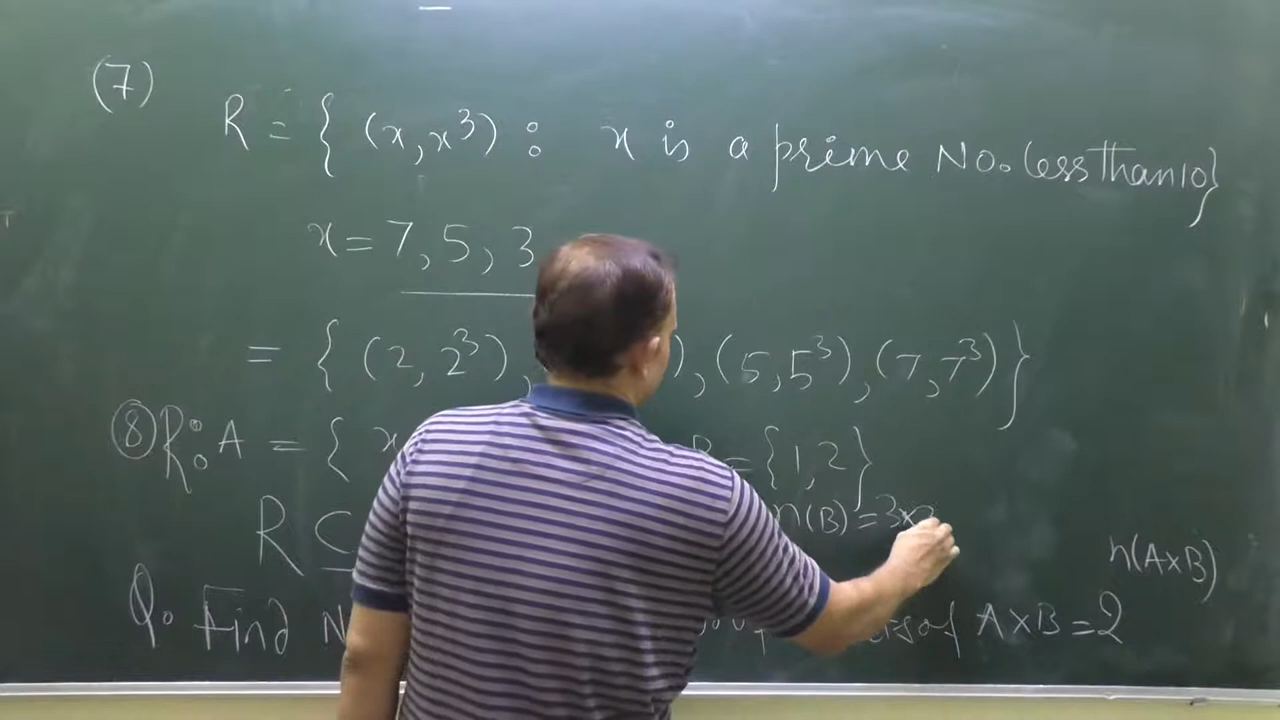 (7)
R = { (x, x³) : x is a prime No. less than 10}
x = 7, 5, 3
= { (2, 2³), ), (5, 5³), (7, 7³) }
⑧ R : A = { x = {1, 2}
R ⊆ n(B) = 3×
n(A×B)
Q. Find of A×B = 2